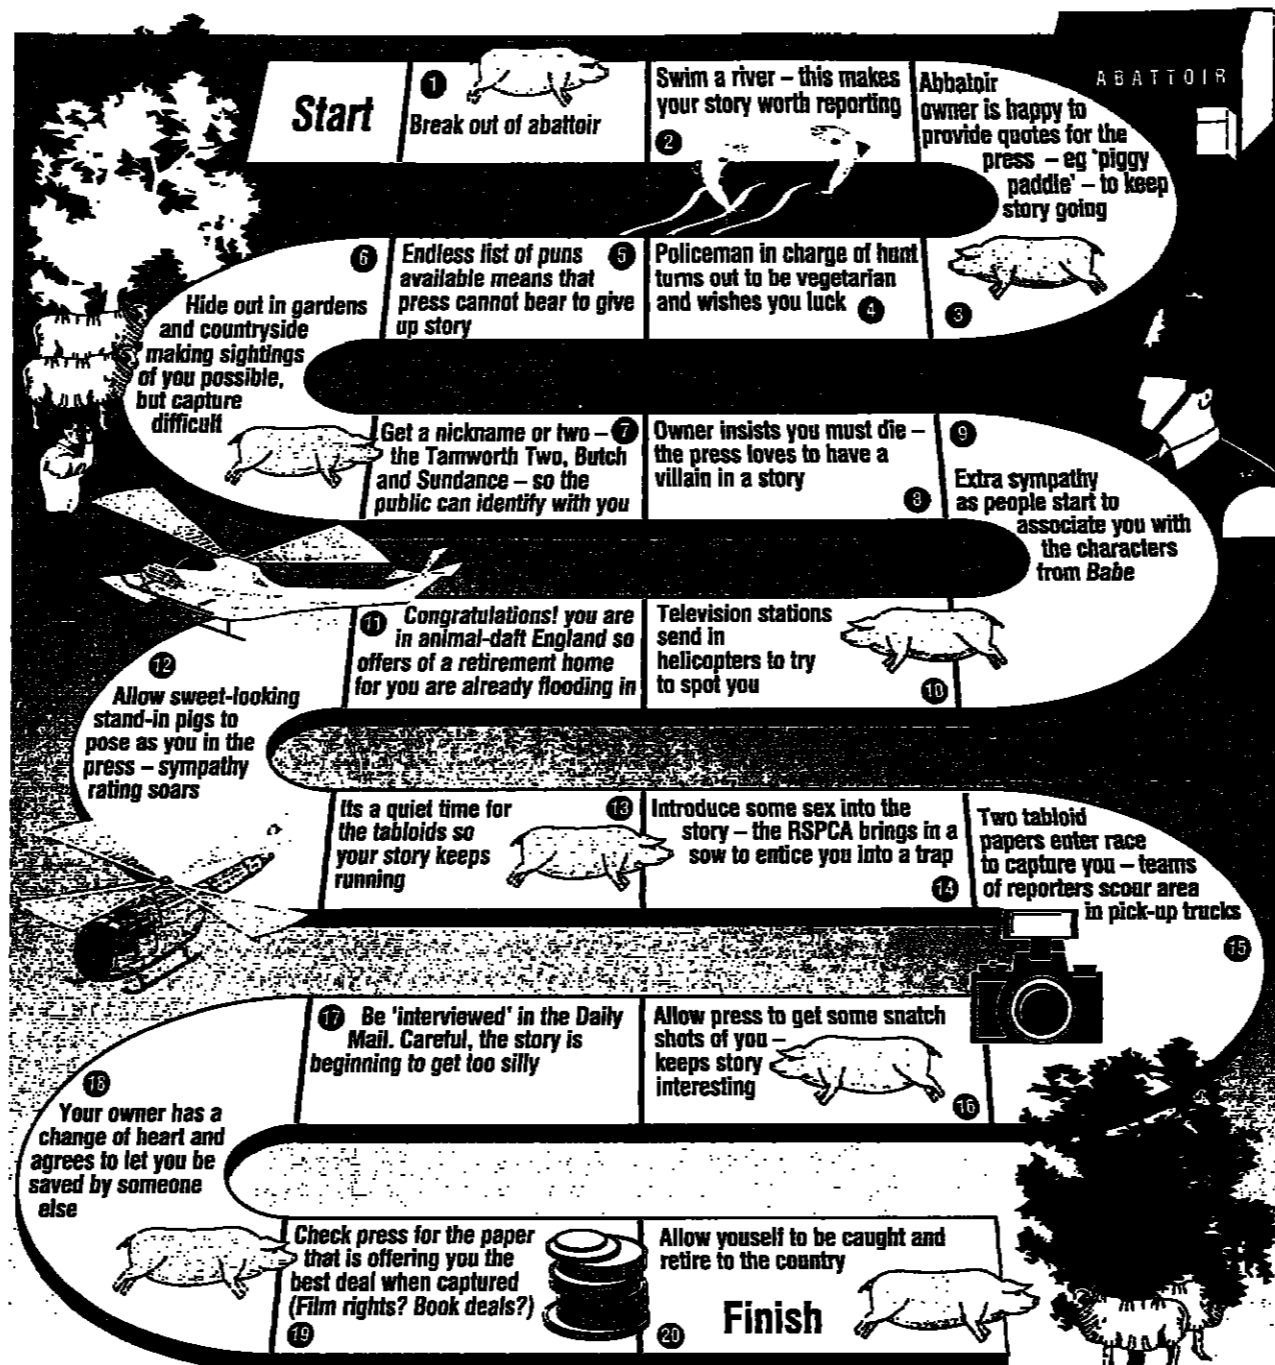 Start
1
Break out of abattoir
Swim a river – this makes
your story worth reporting
2
Abbatoir
owner is happy to
provide quotes for the
press – eg 'piggy
paddle' – to keep
story going
3
ABATTOIR
Policeman in charge of hunt
turns out to be vegetarian
and wishes you luck
4
Endless list of puns
available means that
press cannot bear to give
up story
5
6
Hide out in gardens
and countryside
making sightings
of you possible,
but capture
difficult
Get a nickname or two –
the Tamworth Two, Butch
and Sundance – so the
public can identify with you
7
Owner insists you must die –
the press loves to have a
villain in a story
8
9
Extra sympathy
as people start to
associate you with
the characters
from Babe
Television stations
send in
helicopters to try
to spot you
10
11
Congratulations! you are
in animal-daft England so
offers of a retirement home
for you are already flooding in
12
Allow sweet-looking
stand-in pigs to
pose as you in the
press – sympathy
rating soars
Its a quiet time for
the tabloids so
your story keeps
running
13
Introduce some sex into the
story – the RSPCA brings in a
sow to entice you into a trap
14
Two tabloid
papers enter race
to capture you – teams
of reporters scour area
in pick-up trucks
15
Allow press to get some snatch
shots of you –
keeps story
interesting
16
17
Be 'interviewed' in the Daily
Mail. Careful, the story is
beginning to get too silly
18
Your owner has a
change of heart and
agrees to let you be
saved by someone
else
Check press for the paper
that is offering you the
best deal when captured
(Film rights? Book deals?)
19
Allow youself to be caught and
retire to the country
20
Finish